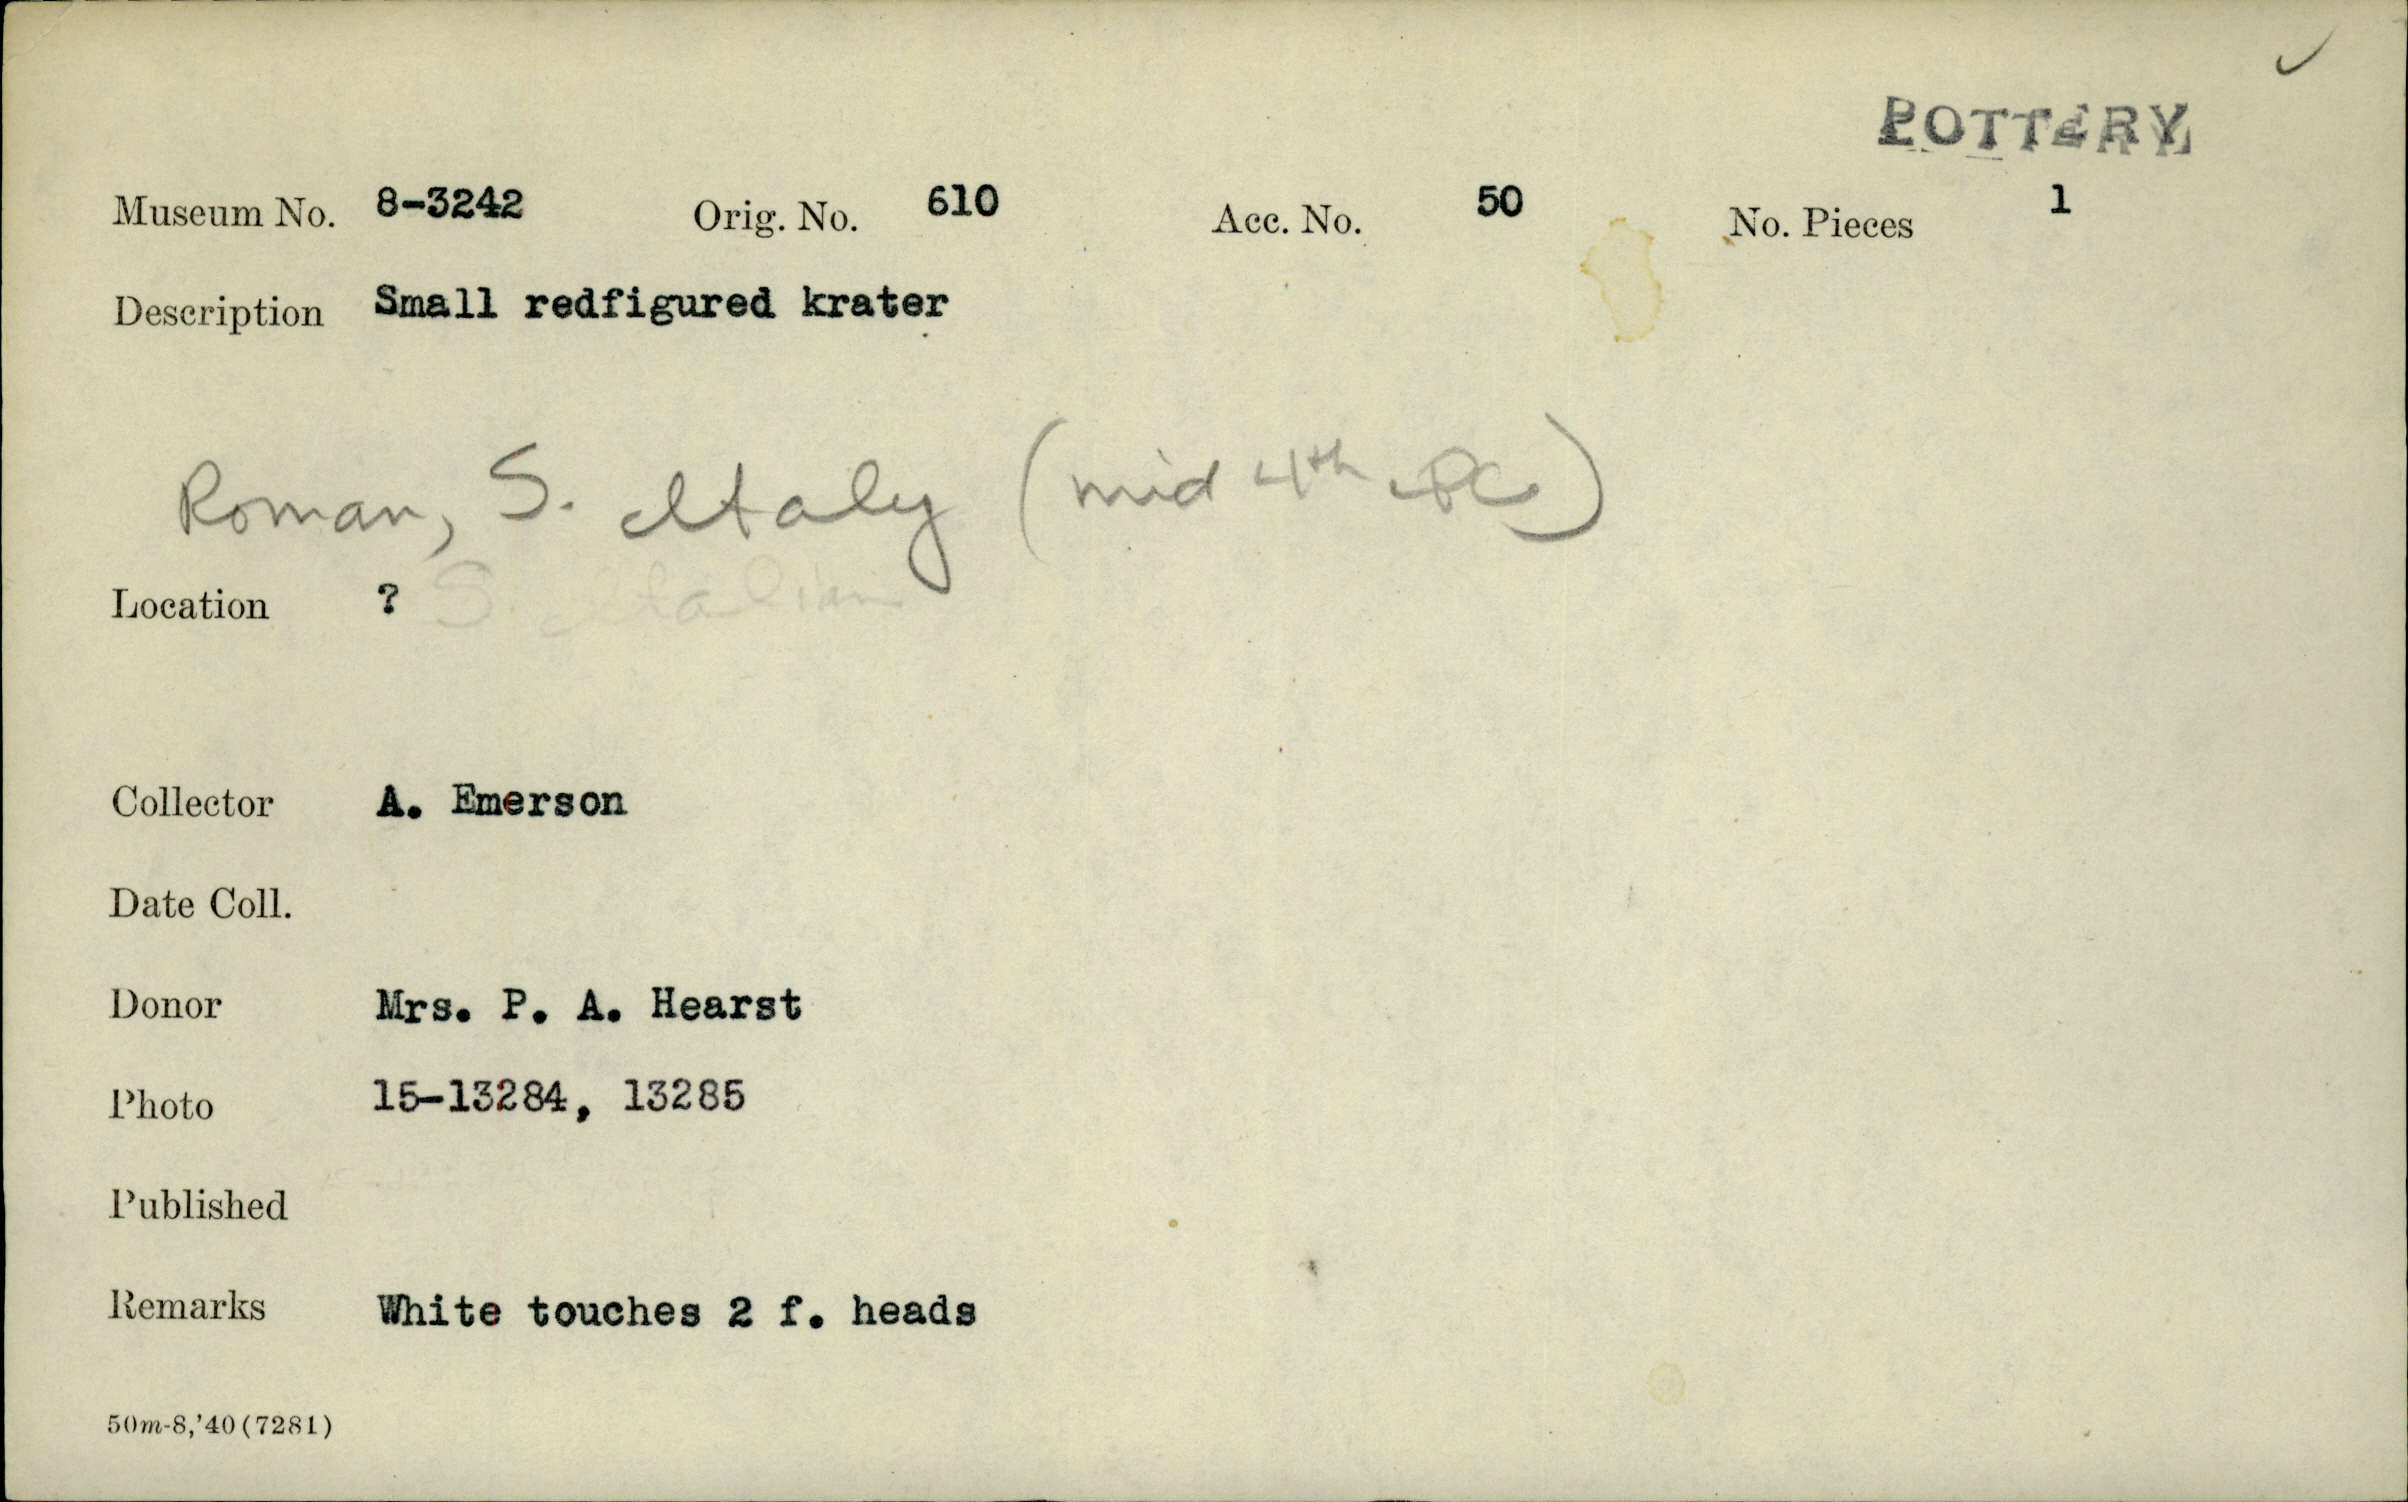 POTTERY
Museum No. 8-3242 Orig. No. 610 Acc. No. 50 No. Pieces 1
Description Small redfigured krater
Roman, S. Italy (mid 4th BC)
Location ? S. Italian
Collector A. Emerson
Date Coll.
Donor Mrs. P. A. Hearst
Photo 15-13284, 13285
Published
Remarks White touches 2 f. heads
50m-8,'40(7281)